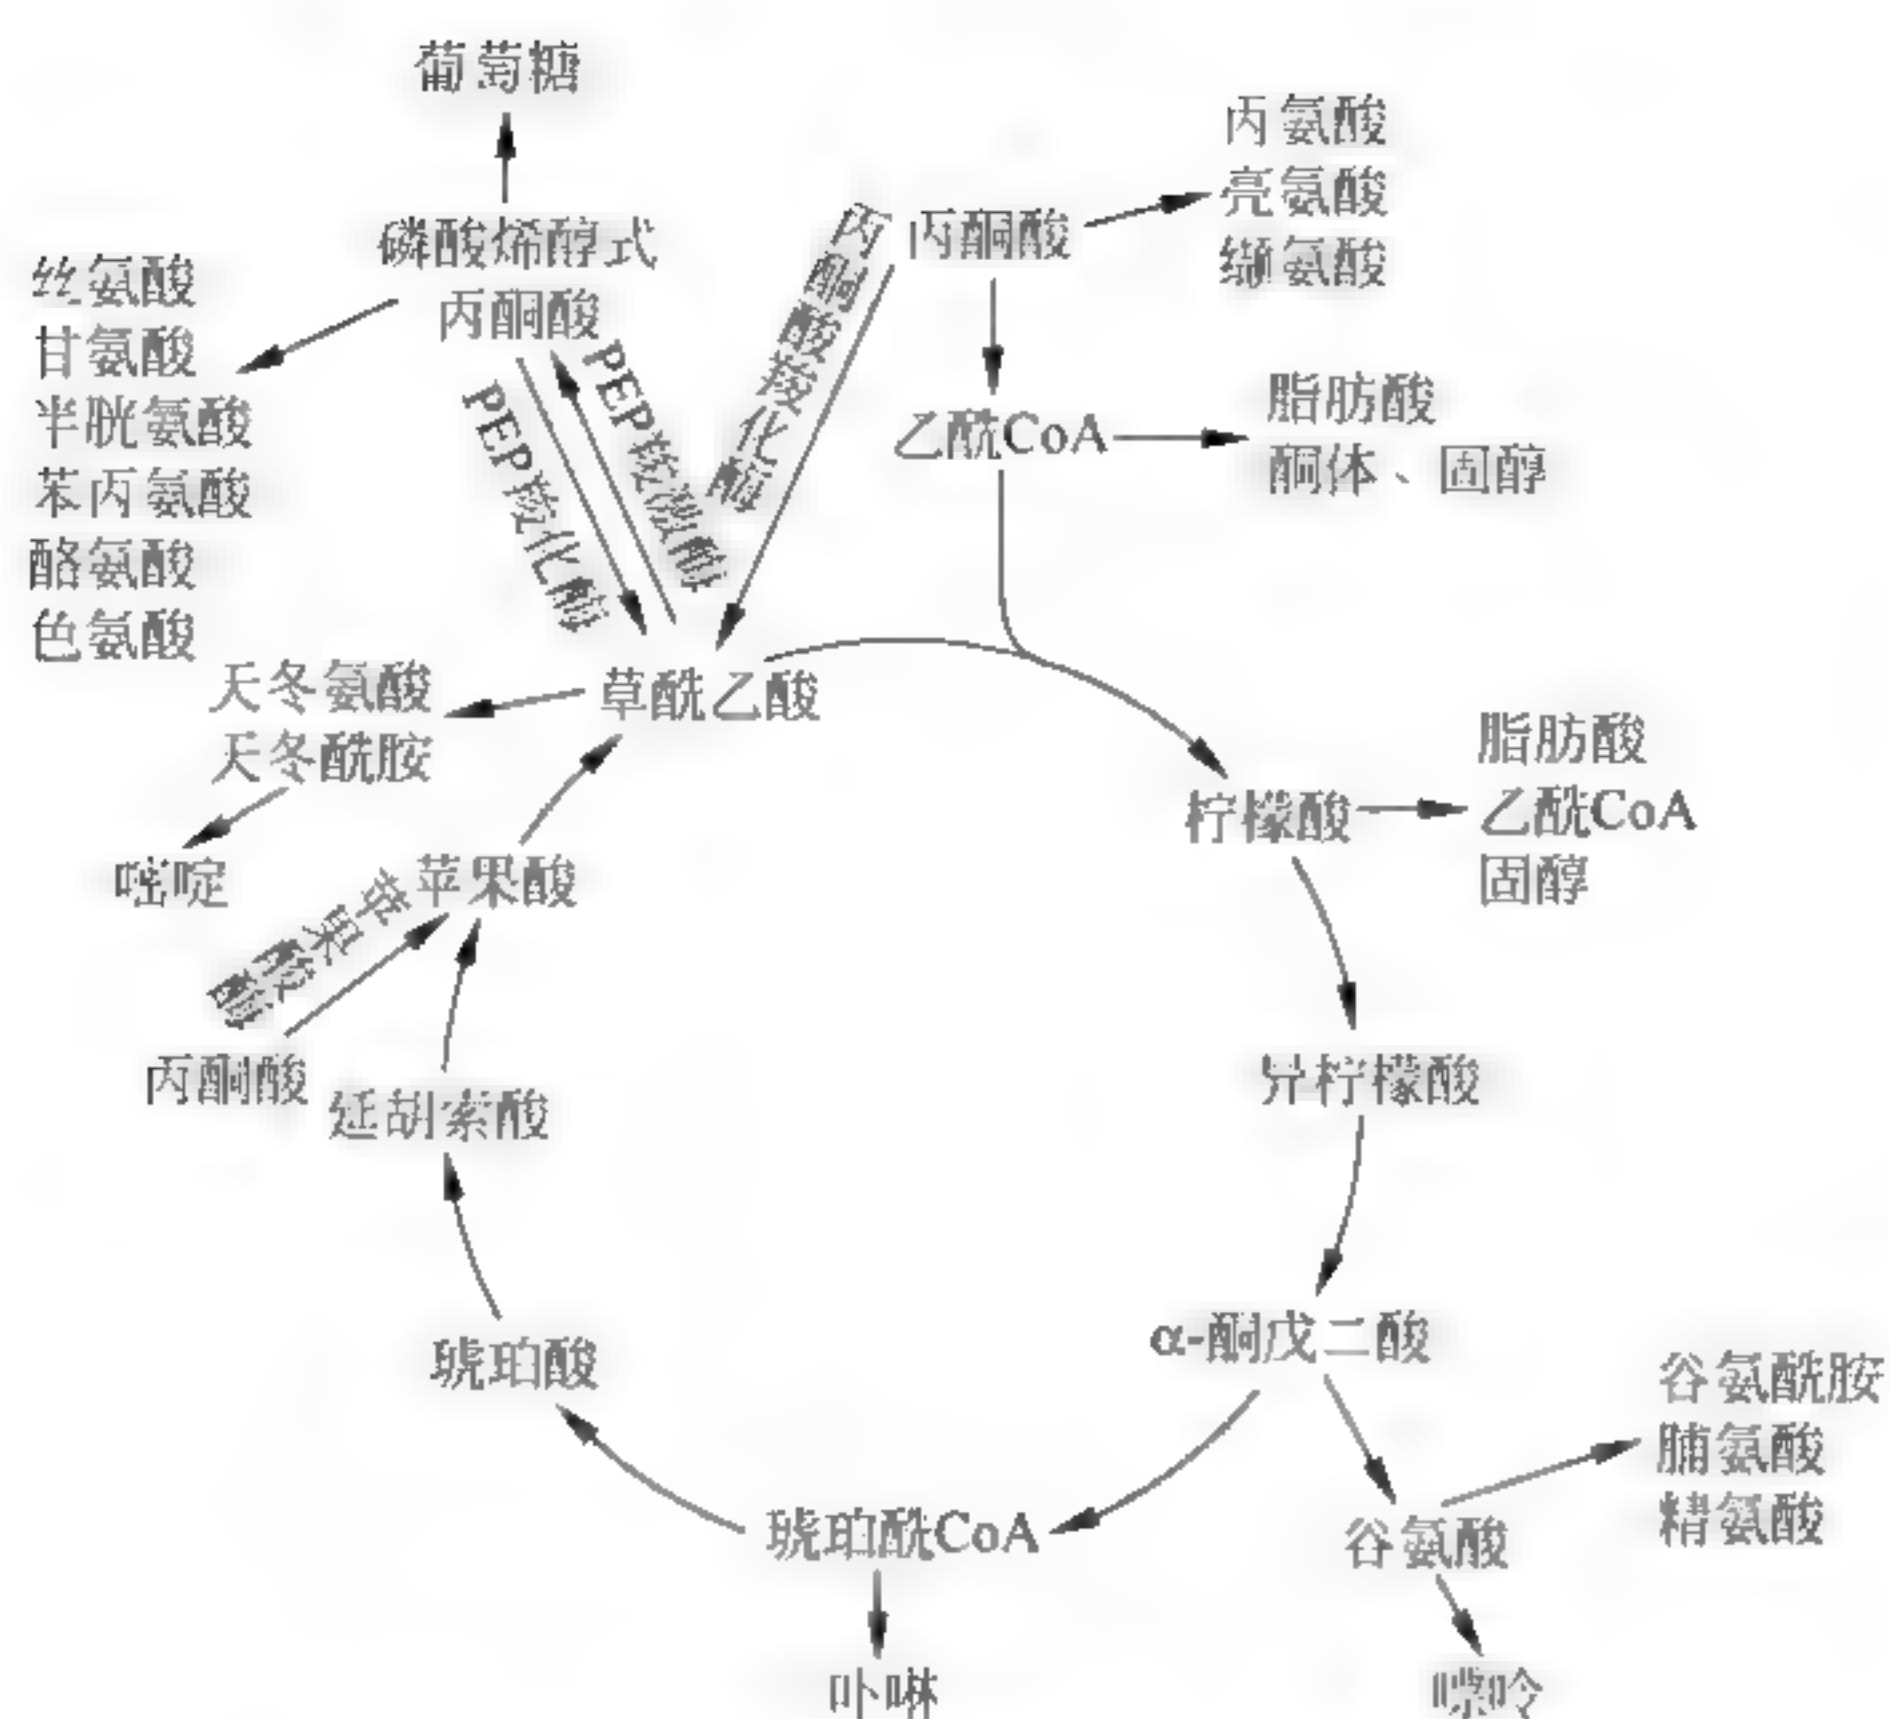 葡萄糖
磷酸烯醇式
丙酮酸
丝氨酸
甘氨酸
半胱氨酸
苯丙氨酸
酪氨酸
色氨酸
PEP羧化酶
PEP羧激酶
丙酮酸羧化酶
丙酮酸
丙氨酸
亮氨酸
缬氨酸
乙酰CoA
脂肪酸
酮体、固醇
天冬氨酸
天冬酰胺
嘧啶
草酰乙酸
柠檬酸
脂肪酸
乙酰CoA
固醇
苹果酸
苹果酸酶
丙酮酸
延胡索酸
异柠檬酸
琥珀酸
α-酮戊二酸
琥珀酰CoA
谷氨酸
谷氨酰胺
脯氨酸
精氨酸
卟啉
嘌呤